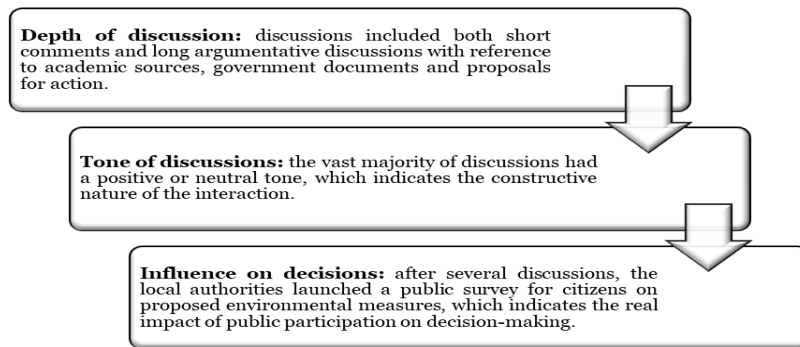 Depth of discussion: discussions included both short
comments and long argumentative discussions with reference
to academic sources, government documents and proposals
for action.
Tone of discussions: the vast majority of discussions had
a positive or neutral tone, which indicates the constructive
nature of the interaction.
Influence on decisions: after several discussions, the
local authorities launched a public survey for citizens on
proposed environmental measures, which indicates the real
impact of public participation on decision-making.